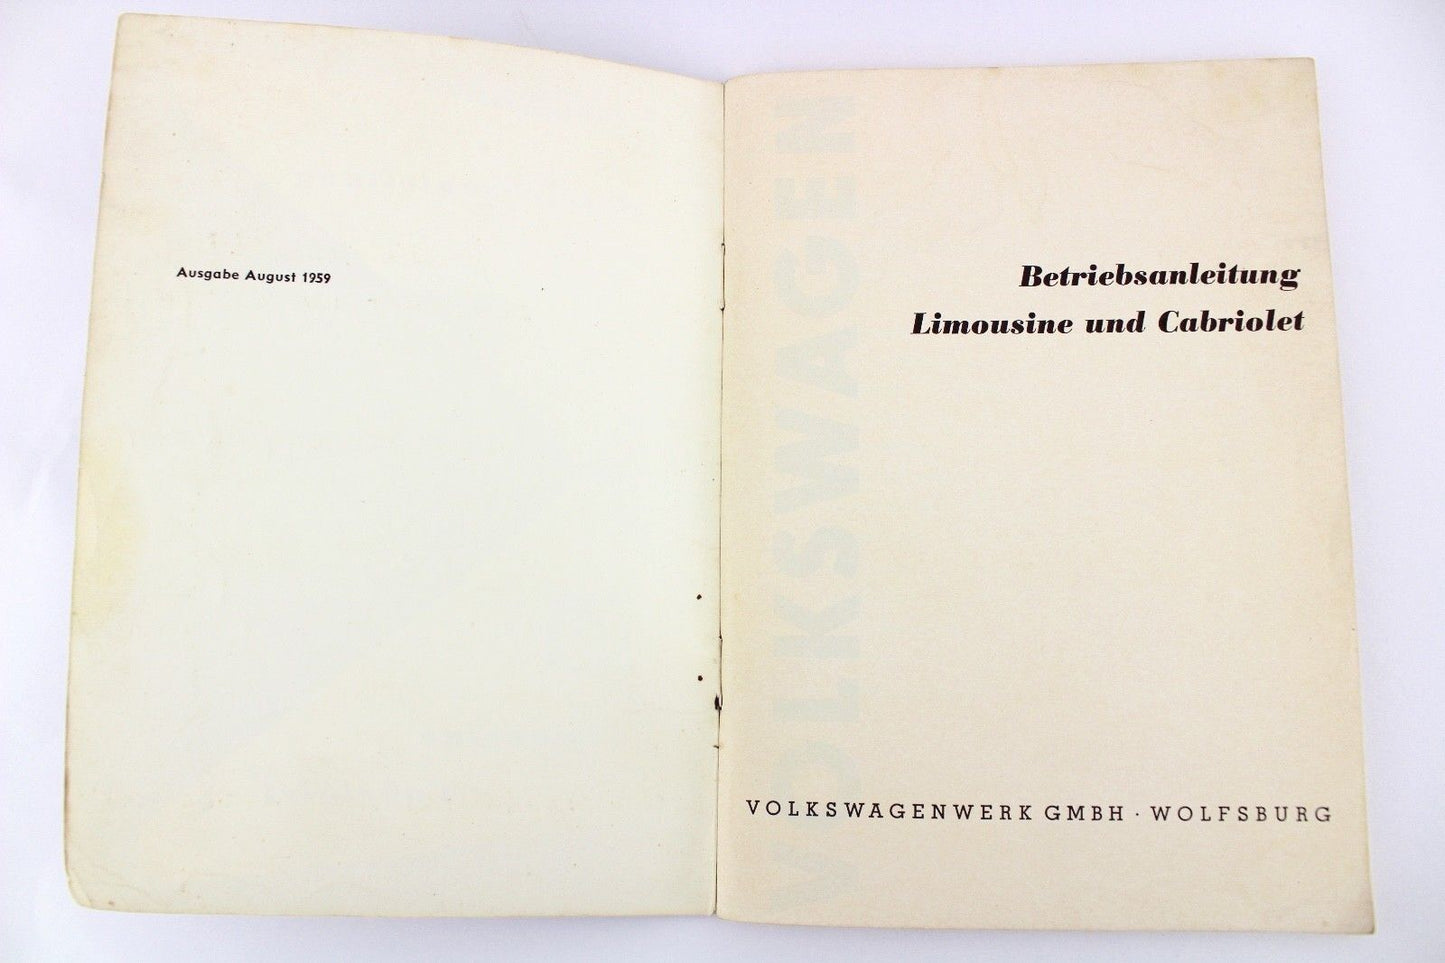 Ausgabe August 1959
Betriebsanleitung
Limousine und Cabriolet
VOLKSWAGEN
VOLKSWAGENWERK GMBH · WOLFSBURG